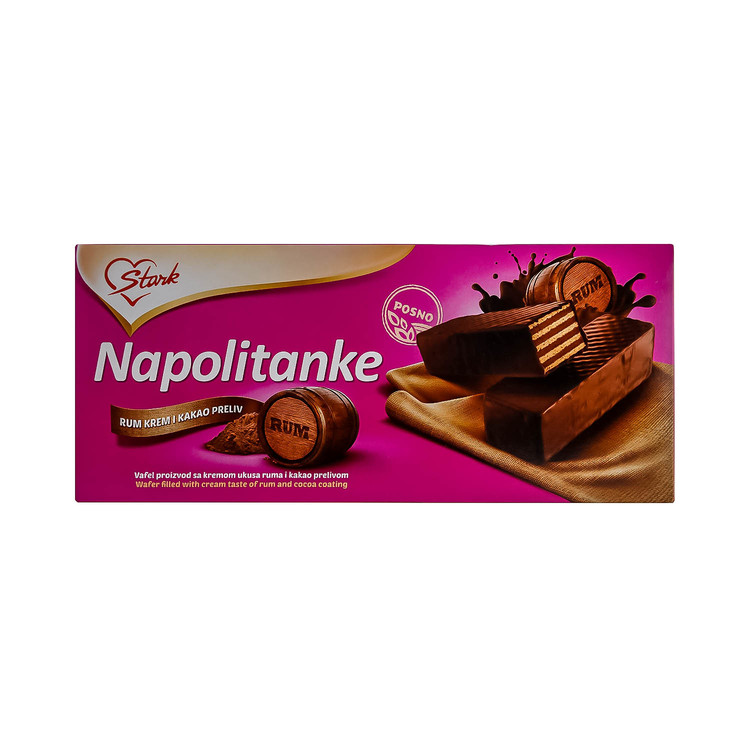 Stark
POSNO
Napolitanke
RUM KREM I KAKAO PRELIV
RUM
RUM
Vafel proizvod sa kremom ukusa ruma i kakao prelivom
Wafer filled with cream taste of rum and cocoa coating